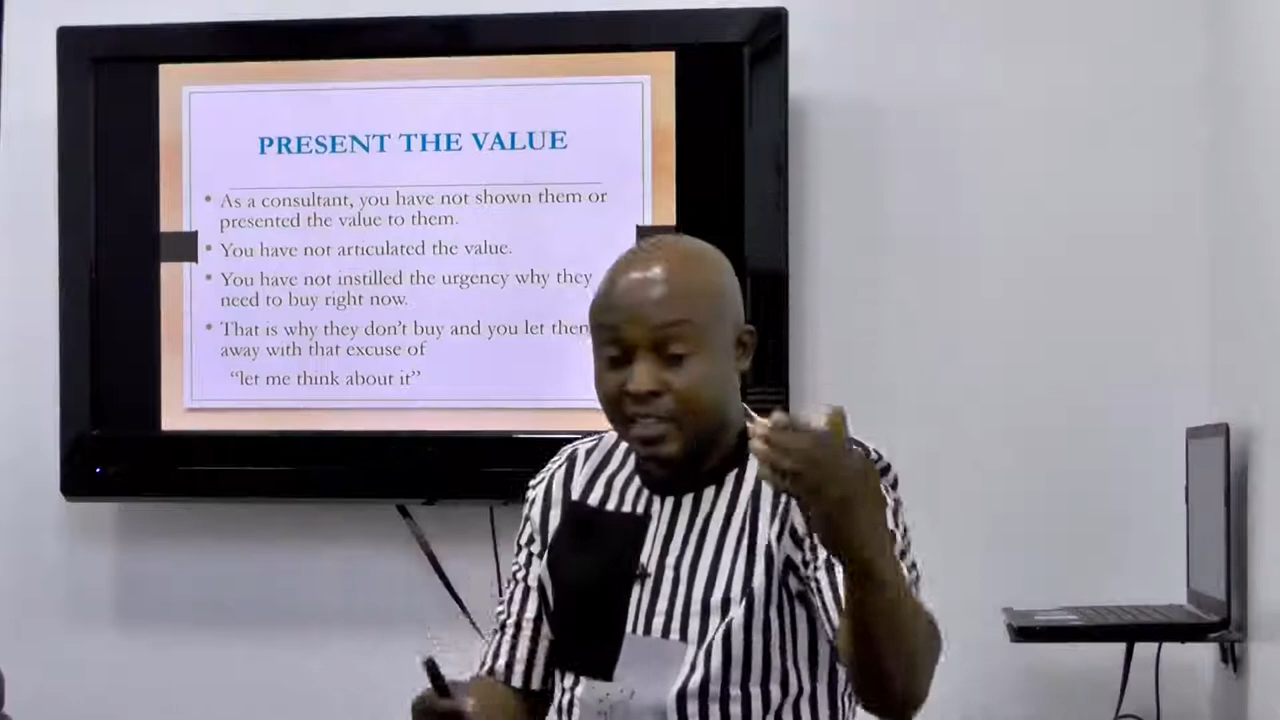 PRESENT THE VALUE
• As a consultant, you have not shown them or
presented the value to them.
• You have not articulated the value.
• You have not instilled the urgency why they
need to buy right now.
• That is why they don't buy and you let
away with that excuse of
“let me think about it”